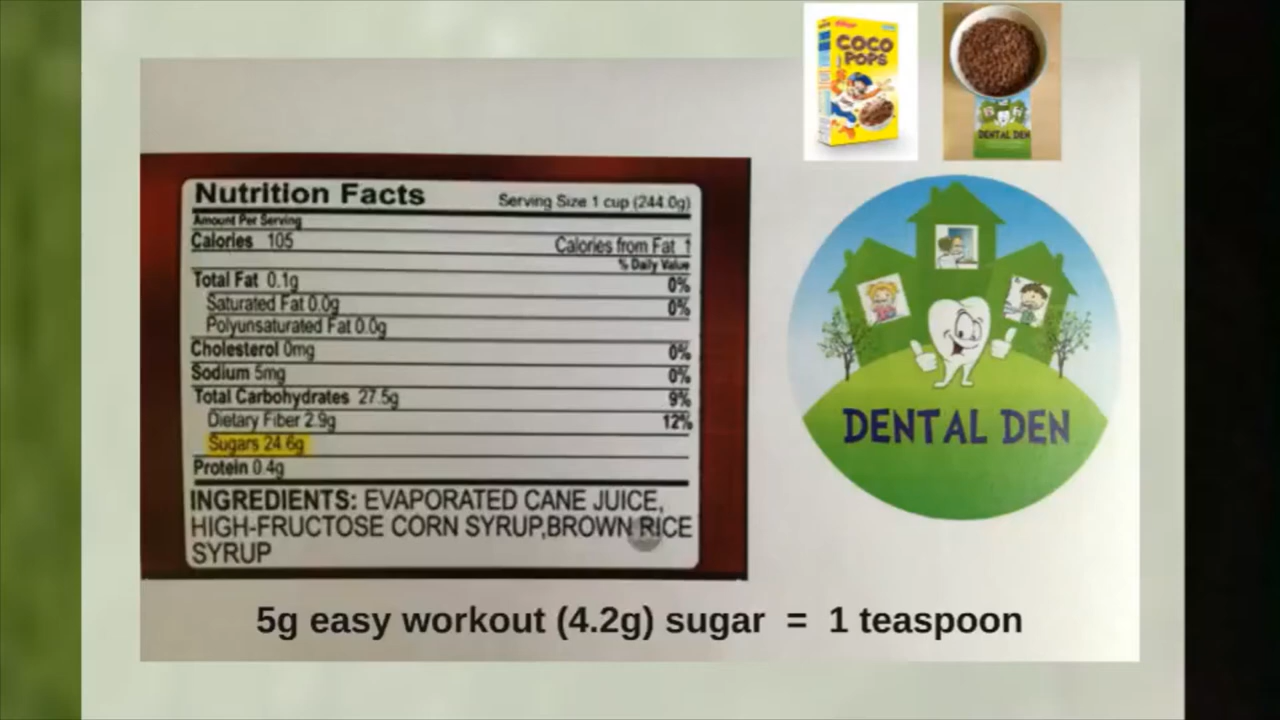 Kellogg's
COCO
POPS
DENTAL DEN
Nutrition Facts
Serving Size 1 cup (244.0g)
Amount Per Serving
Calories 105
Calories from Fat 1
% Daily Value
Total Fat 0.1g 0%
Saturated Fat 0.0g 0%
Polyunsaturated Fat 0.0g
Cholesterol 0mg 0%
Sodium 5mg 0%
Total Carbohydrates 27.5g 9%
Dietary Fiber 2.9g 12%
Sugars 24.6g
Protein 0.4g
INGREDIENTS: EVAPORATED CANE JUICE,
HIGH-FRUCTOSE CORN SYRUP,BROWN RICE
SYRUP
DENTAL DEN
5g easy workout (4.2g) sugar = 1 teaspoon